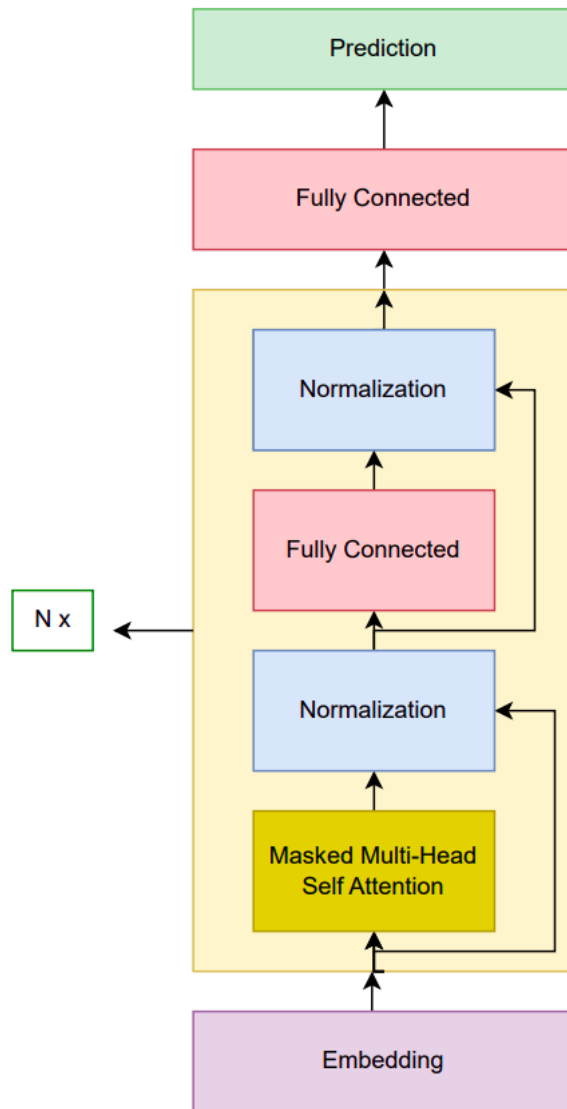 Prediction
Fully Connected
Normalization
Fully Connected
N x
Normalization
Masked Multi-Head
Self Attention
Embedding